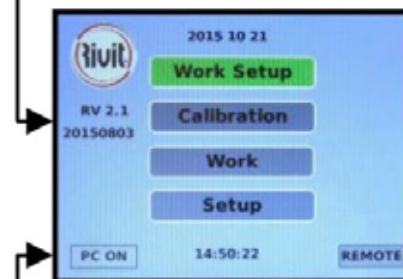 2015 10 21
Rivit
Work Setup
RV 2.1
Calibration
20150803
Work
Setup
PC ON
14:50:22
REMOTE